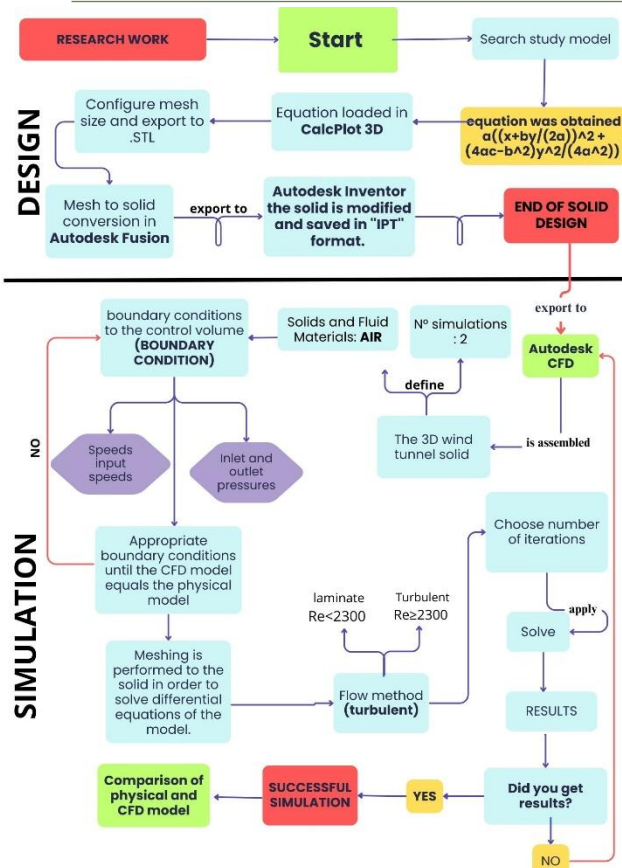 RESEARCH WORK
Start
Search study model
DESIGN
Configure mesh
size and export to
.STL
Equation loaded in
CalcPlot 3D
equation was obtained
a((x+by/(2a))^2 +
(4ac-b^2)y^2/(4a^2))
Mesh to solid
conversion in
Autodesk Fusion
export to
Autodesk Inventor
the solid is modified
and saved in "IPT"
format.
END OF SOLID
DESIGN
export to
SIMULATION
boundary conditions
to the control volume
(BOUNDARY
CONDITION)
Solids and Fluid
Materials: AIR
N° simulations
: 2
Autodesk
CFD
define
NO
Speeds
input
speeds
Inlet and
outlet
pressures
The 3D wind
tunnel solid
is assembled
Appropriate
boundary conditions
until the CFD model
equals the physical
model
Choose number
of iterations
laminate
Re<2300
Turbulent
Re≥2300
apply
Solve
Meshing is
performed to the
solid in order to
solve differential
equations of the
model.
Flow method
(turbulent)
RESULTS
Comparison of
physical and
CFD model
SUCCESSFUL
SIMULATION
YES
Did you get
results?
NO